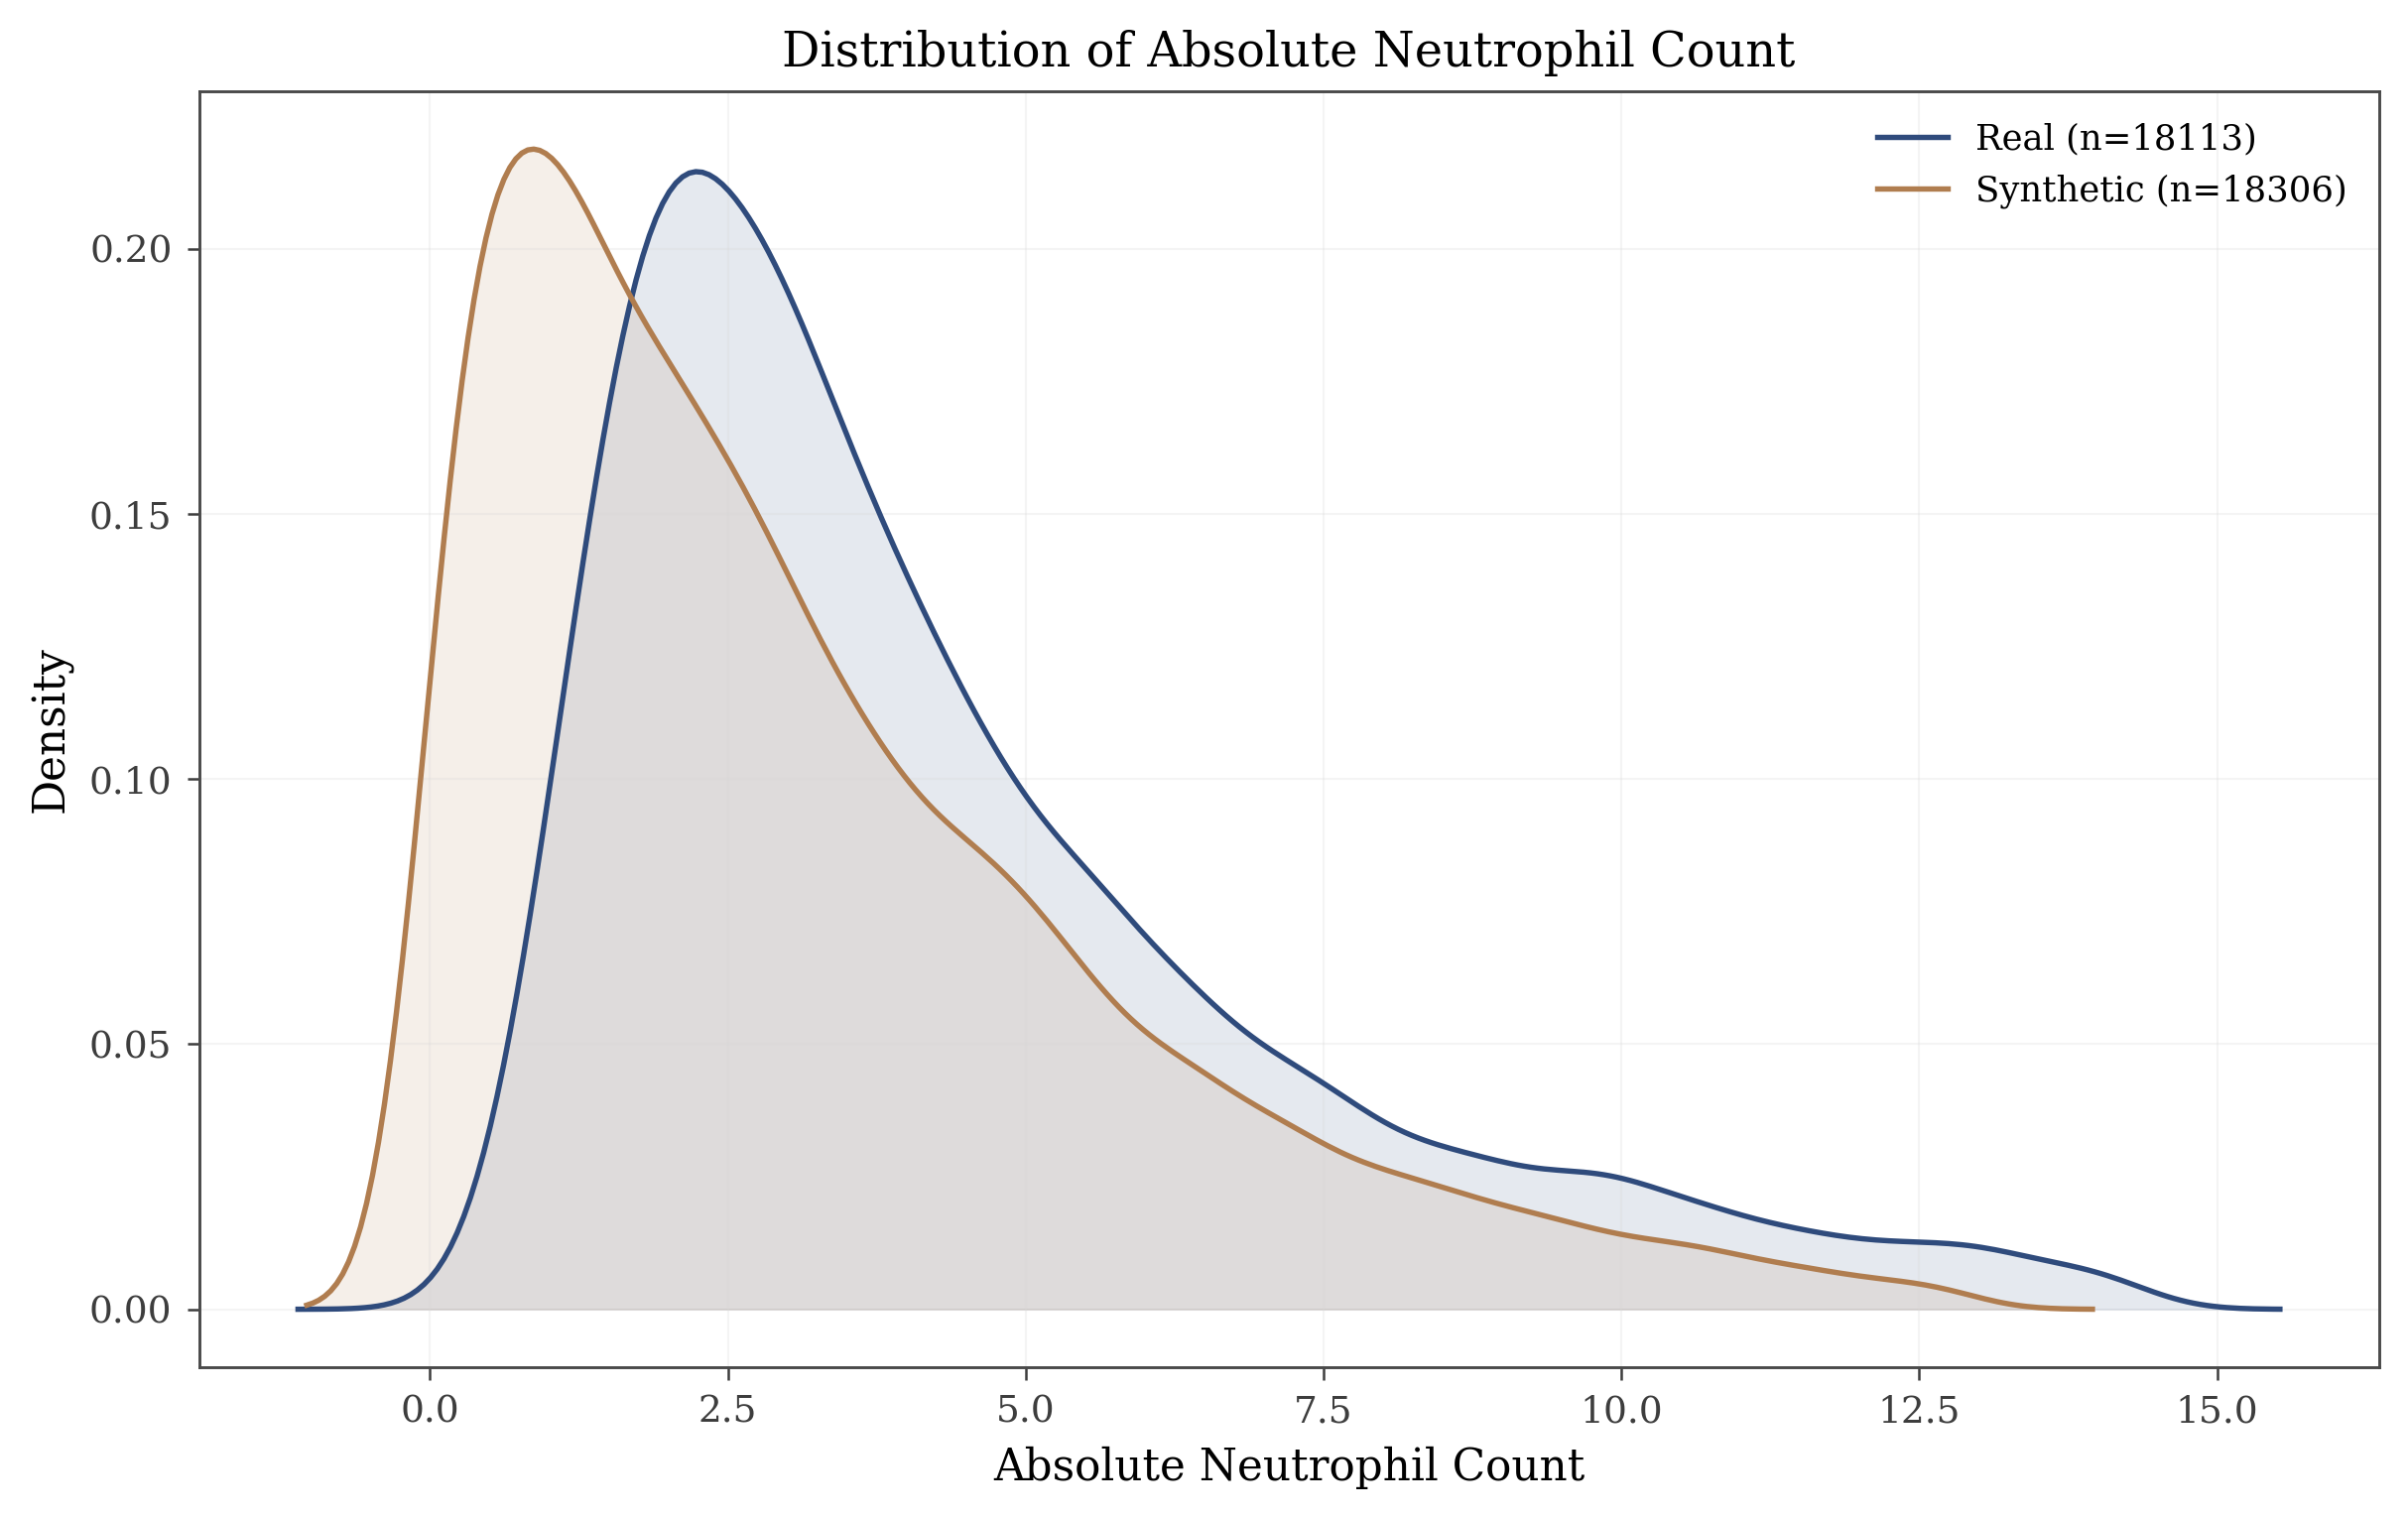 Distribution of Absolute Neutrophil Count
Real (n=18113)
Synthetic (n=18306)
Density
0.20
0.15
0.10
0.05
0.00
0.0 2.5 5.0 7.5 10.0 12.5 15.0
Absolute Neutrophil Count